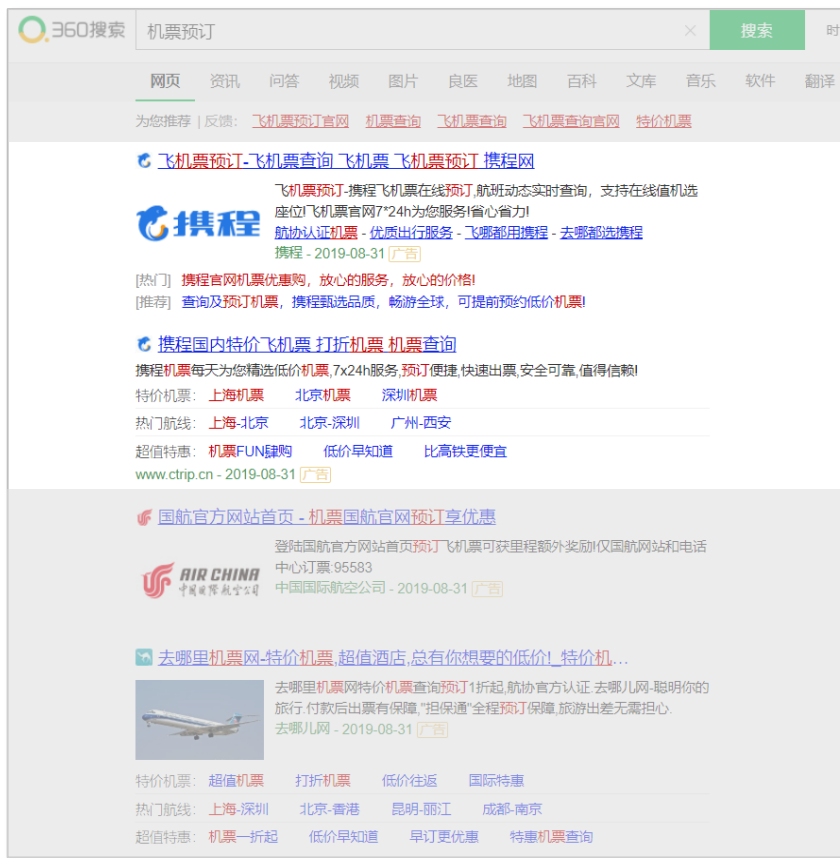 360搜索 机票预订 × 搜索 时
网页 资讯 问答 视频 图片 良医 地图 百科 文库 音乐 软件 翻译
为您推荐 | 反馈: 飞机票预订官网 机票查询 飞机票查询 飞机票查询官网 特价机票
飞机票预订-飞机票查询 飞机票 飞机票预订 携程网
飞机票预订-携程飞机票在线预订,航班动态实时查询，支持在线值机选
座位!飞机票官网7*24h为您服务!省心省力!
携程
航协认证机票 - 优质出行服务 - 飞哪都用携程 - 去哪都选携程
携程 - 2019-08-31 广告
[热门] 携程官网机票优惠购，放心的服务，放心的价格!
[推荐] 查询及预订机票，携程甄选品质，畅游全球，可提前预约低价机票!
携程国内特价飞机票 打折机票 机票查询
携程机票每天为您精选低价机票,7x24h服务,预订便捷,快速出票,安全可靠,值得信赖!
特价机票: 上海机票 北京机票 深圳机票
热门航线: 上海-北京 北京-深圳 广州-西安
超值特惠: 机票FUN肆购 低价早知道 比高铁更便宜
www.ctrip.cn - 2019-08-31 广告
国航官方网站首页 - 机票国航官网预订享优惠
登陆国航官方网站首页预订飞机票可获里程额外奖励!仅国航网站和电话
中心订票:95583
AIR CHINA
中国国际航空公司
中国国际航空公司 - 2019-08-31 广告
去哪里机票网-特价机票,超值酒店,总有你想要的低价!_特价机...
去哪里机票网特价机票查询预订1折起,航协官方认证.去哪儿网-聪明你的
旅行.付款后出票有保障,"担保通"全程预订保障,旅游出差无需担心.
去哪儿网 - 2019-08-31 广告
特价机票: 超值机票 打折机票 低价往返 国际特惠
热门航线: 上海-深圳 北京-香港 昆明-丽江 成都-南京
超值特惠: 机票一折起 低价早知道 早订更优惠 特惠机票查询